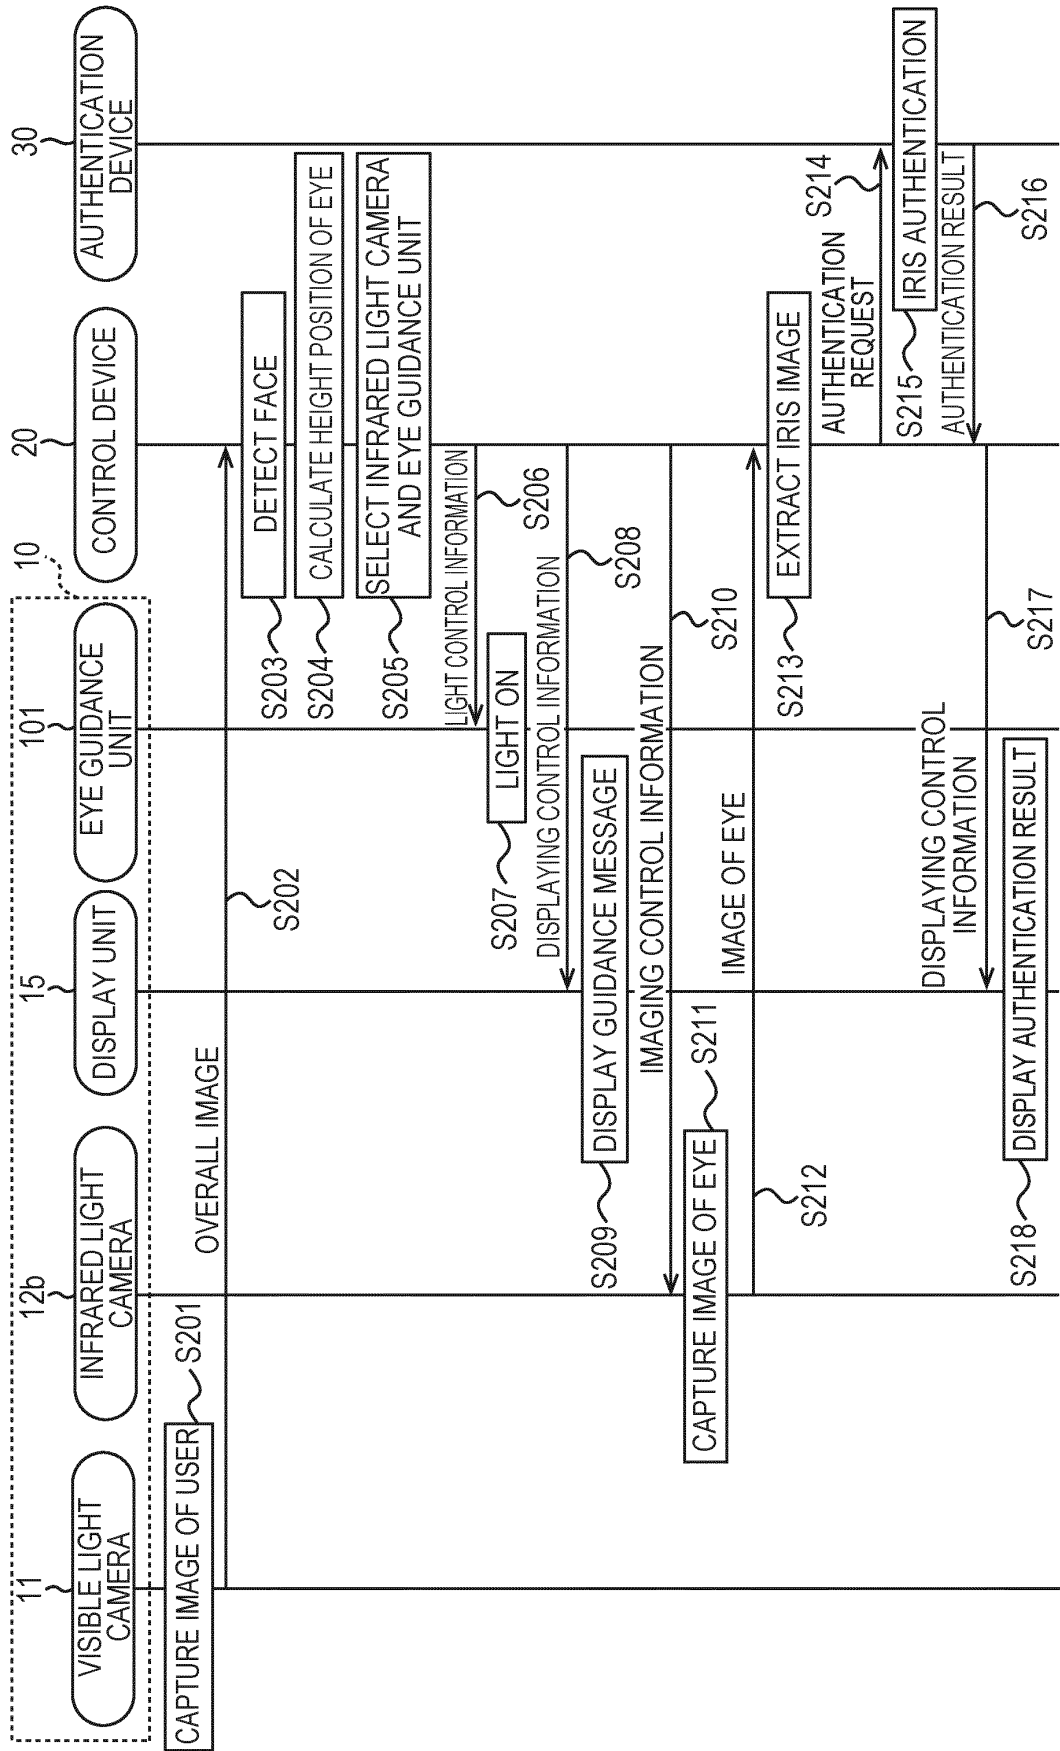 10
11
12b
15
101
20
30
VISIBLE LIGHT
CAMERA
INFRARED LIGHT
CAMERA
DISPLAY UNIT
EYE GUIDANCE
UNIT
CONTROL DEVICE
AUTHENTICATION
DEVICE
CAPTURE IMAGE OF USER
S201
OVERALL IMAGE
S202
DETECT FACE
S203
CALCULATE HEIGHT POSITION OF EYE
S204
SELECT INFRARED LIGHT CAMERA
AND EYE GUIDANCE UNIT
S205
LIGHT CONTROL INFORMATION
S206
LIGHT ON
S207
DISPLAYING CONTROL INFORMATION
S208
DISPLAY GUIDANCE MESSAGE
S209
IMAGING CONTROL INFORMATION
S210
CAPTURE IMAGE OF EYE
S211
IMAGE OF EYE
S212
EXTRACT IRIS IMAGE
S213
AUTHENTICATION
REQUEST
S214
IRIS AUTHENTICATION
S215
AUTHENTICATION RESULT
S216
DISPLAYING CONTROL
INFORMATION
S217
DISPLAY AUTHENTICATION RESULT
S218